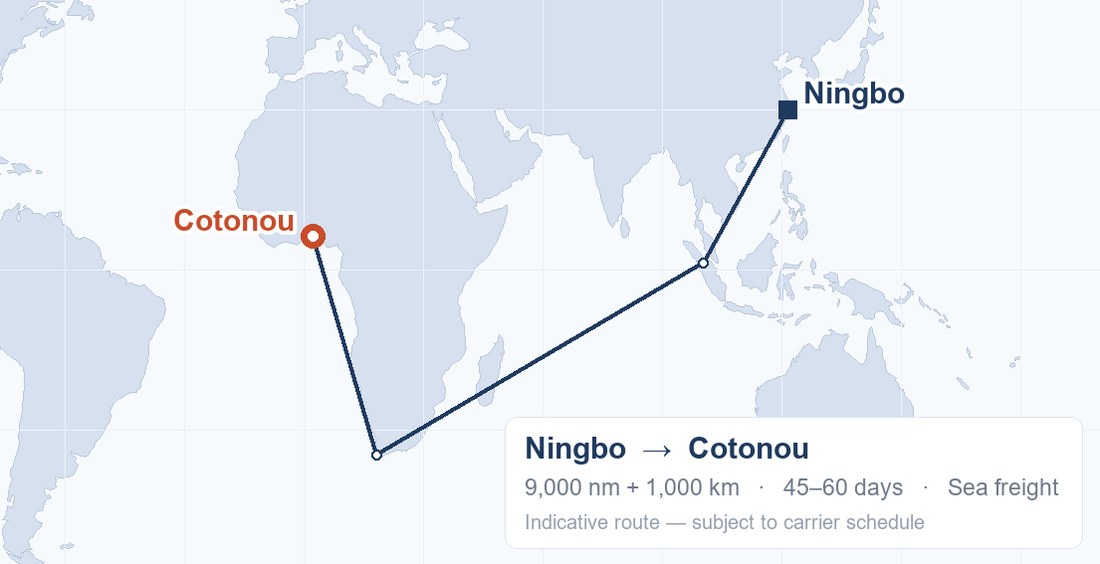 Ningbo
Cotonou
Ningbo → Cotonou
9,000 nm + 1,000 km · 45–60 days · Sea freight
Indicative route — subject to carrier schedule